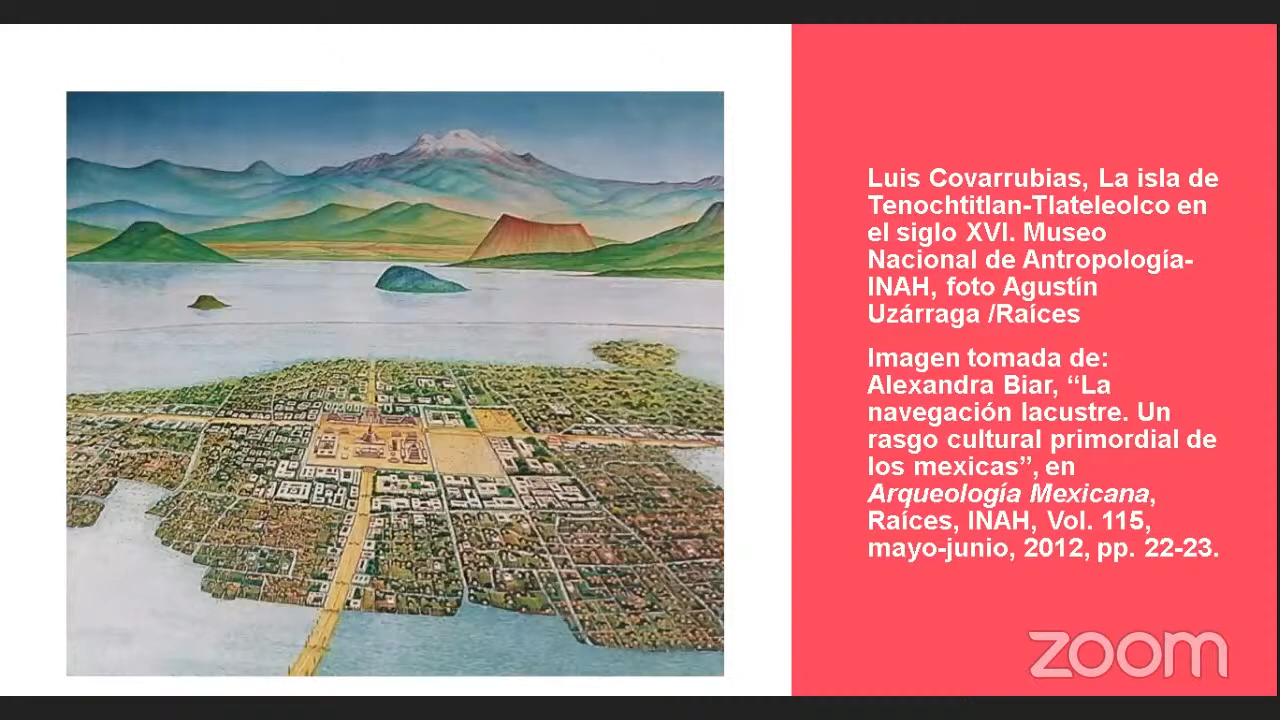 Luis Covarrubias, La isla de
Tenochtitlan-Tlateleolco en
el siglo XVI. Museo
Nacional de Antropología-
INAH, foto Agustín
Uzárraga /Raíces
Imagen tomada de:
Alexandra Biar, “La
navegación lacustre. Un
rasgo cultural primordial de
los mexicas”, en
Arqueología Mexicana,
Raíces, INAH, Vol. 115,
mayo-junio, 2012, pp. 22-23.
zoom